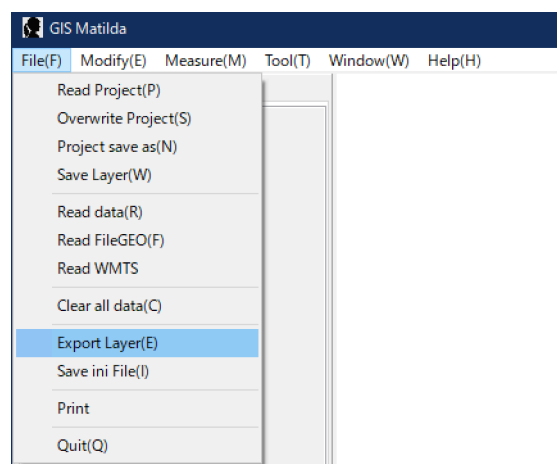 GIS Matilda
File(F) Modify(E) Measure(M) Tool(T) Window(W) Help(H)
Read Project(P)
Overwrite Project(S)
Project save as(N)
Save Layer(W)
Read data(R)
Read FileGEO(F)
Read WMTS
Clear all data(C)
Export Layer(E)
Save ini File(I)
Print
Quit(Q)